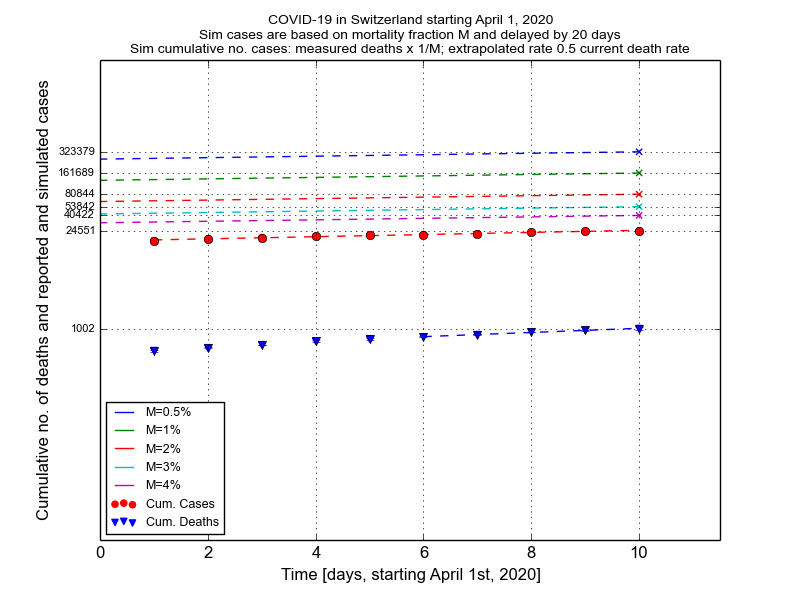 COVID-19 in Switzerland starting April 1, 2020
Sim cases are based on mortality fraction M and delayed by 20 days
Sim cumulative no. cases: measured deaths x 1/M; extrapolated rate 0.5 current death rate
Cumulative no. of deaths and reported and simulated cases
323379
161689
80844
53842
40422
24551
1002
M=0.5%
M=1%
M=2%
M=3%
M=4%
Cum. Cases
Cum. Deaths
0 2 4 6 8 10
Time [days, starting April 1st, 2020]